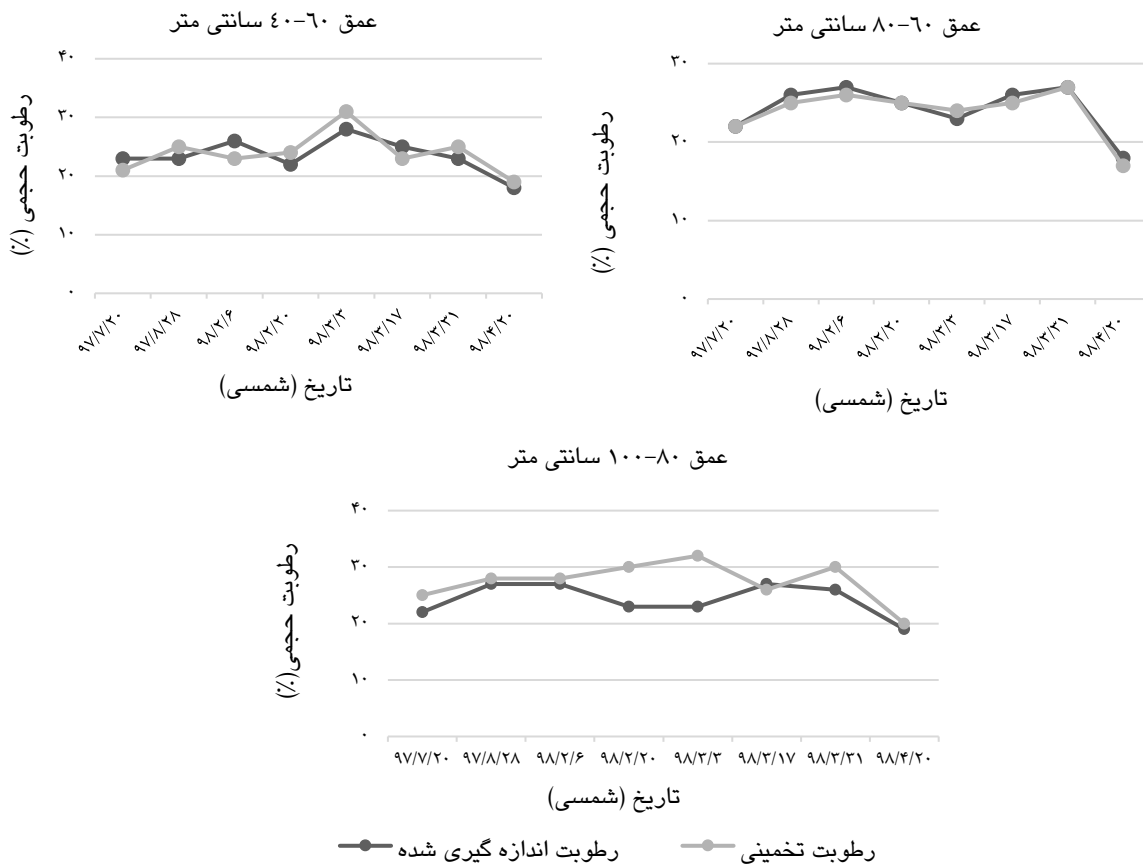 عمق ٦٠-٤٠ سانتی متر
رطوبت حجمی (%)
۴۰
۳۰
۲۰
۱۰
۰
۹۷/۷/۲۰ ۹۷/۸/۲۸ ۹۸/۲/۶ ۹۸/۲/۲۰ ۹۸/۳/۳ ۹۸/۳/۱۷ ۹۸/۳/۳۱ ۹۸/۴/۲۰
تاریخ (شمسی)
عمق ۶۰-۸۰ سانتی متر
رطوبت حجمی (%)
۳۰
۲۰
۱۰
۰
۹۷/۷/۲۰ ۹۷/۸/۲۸ ۹۸/۲/۶ ۹۸/۲/۲۰ ۹۸/۳/۳ ۹۸/۳/۱۷ ۹۸/۳/۳۱ ۹۸/۴/۲۰
تاریخ (شمسی)
عمق ۸۰-۱۰۰ سانتی متر
رطوبت حجمی(%)
۴۰
۳۰
۲۰
۱۰
۰
۹۷/۷/۲۰ ۹۷/۸/۲۸ ۹۸/۲/۶ ۹۸/۲/۲۰ ۹۸/۳/۳ ۹۸/۳/۱۷ ۹۸/۳/۳۱ ۹۸/۴/۲۰
تاریخ (شمسی)
رطوبت تخمینی
رطوبت اندازه گیری شده